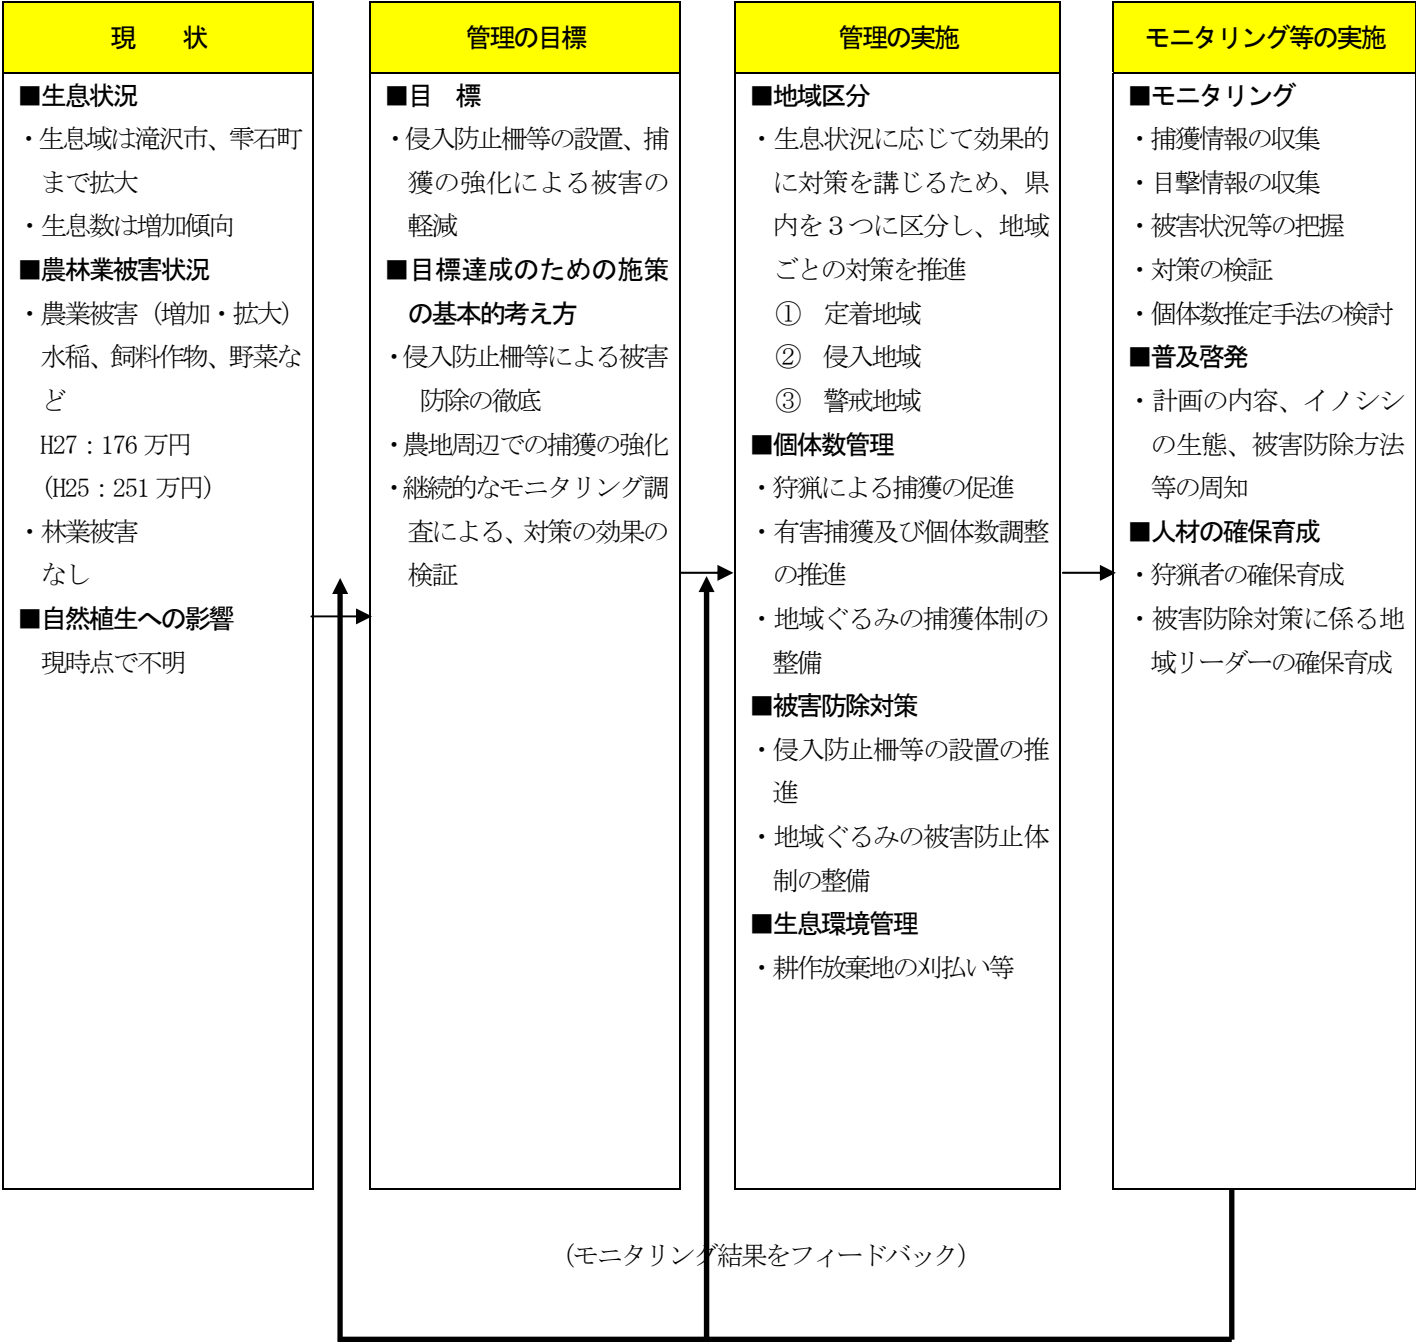 現　　状
■生息状況
・生息域は滝沢市、雫石町
まで拡大
・生息数は増加傾向
■農林業被害状況
・農業被害（増加・拡大）
水稲、飼料作物、野菜な
ど
H27：176 万円
（H25：251 万円）
・林業被害
なし
■自然植生への影響
現時点で不明
管理の目標
■目　標
・侵入防止柵等の設置、捕
獲の強化による被害の
軽減
■目標達成のための施策
の基本的考え方
・侵入防止柵等による被害
防除の徹底
・農地周辺での捕獲の強化
・継続的なモニタリング調
査による、対策の効果の
検証
管理の実施
■地域区分
・生息状況に応じて効果的
に対策を講じるため、県
内を３つに区分し、地域
ごとの対策を推進
①　定着地域
②　侵入地域
③　警戒地域
■個体数管理
・狩猟による捕獲の促進
・有害捕獲及び個体数調整
の推進
・地域ぐるみの捕獲体制の
整備
■被害防除対策
・侵入防止柵等の設置の推
進
・地域ぐるみの被害防止体
制の整備
■生息環境管理
・耕作放棄地の刈払い等
モニタリング等の実施
■モニタリング
・捕獲情報の収集
・目撃情報の収集
・被害状況等の把握
・対策の検証
・個体数推定手法の検討
■普及啓発
・計画の内容、イノシシ
の生態、被害防除方法
等の周知
■人材の確保育成
・狩猟者の確保育成
・被害防除対策に係る地
域リーダーの確保育成
（モニタリング結果をフィードバック）